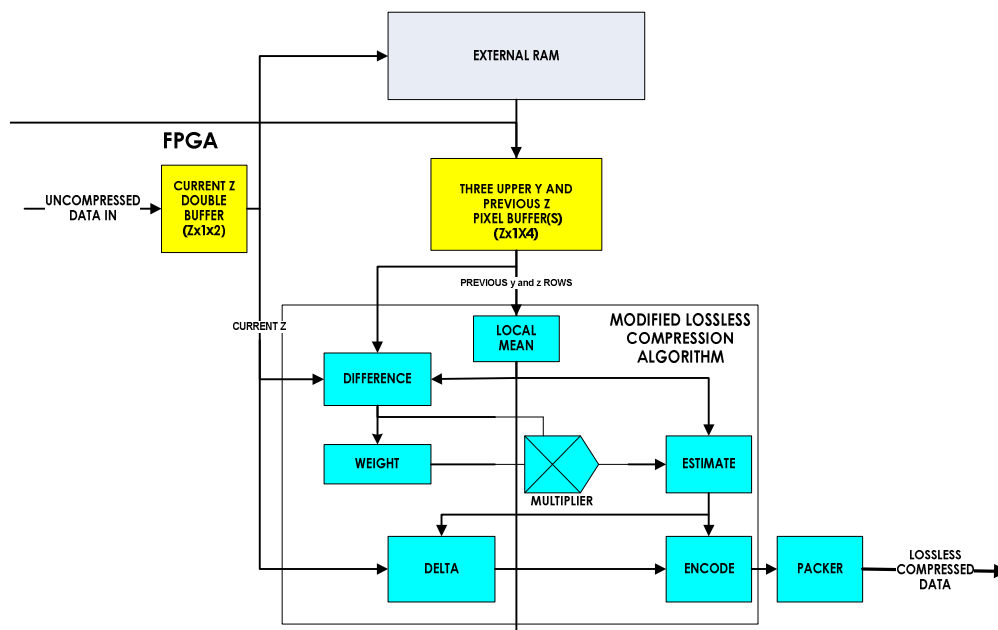 EXTERNAL RAM
FPGA
CURRENT Z
DOUBLE
BUFFER
(Zx1x2)
UNCOMPRESSED
DATA IN
THREE UPPER Y AND
PREVIOUS Z
PIXEL BUFFER(S)
(Zx1X4)
PREVIOUS y and z ROWS
CURRENT Z
LOCAL
MEAN
MODIFIED LOSSLESS
COMPRESSION
ALGORITHM
DIFFERENCE
WEIGHT
MULTIPLIER
ESTIMATE
DELTA
ENCODE
PACKER
LOSSLESS
COMPRESSED
DATA